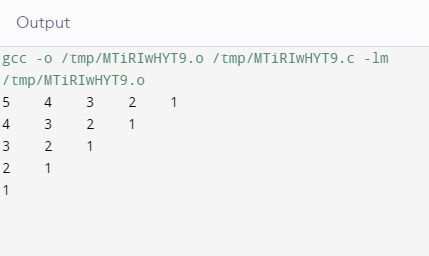 Output
gcc -o /tmp/MTiRIwHYT9.o /tmp/MTiRIwHYT9.c -lm
/tmp/MTiRIwHYT9.o
5 4 3 2 1
4 3 2 1
3 2 1
2 1
1